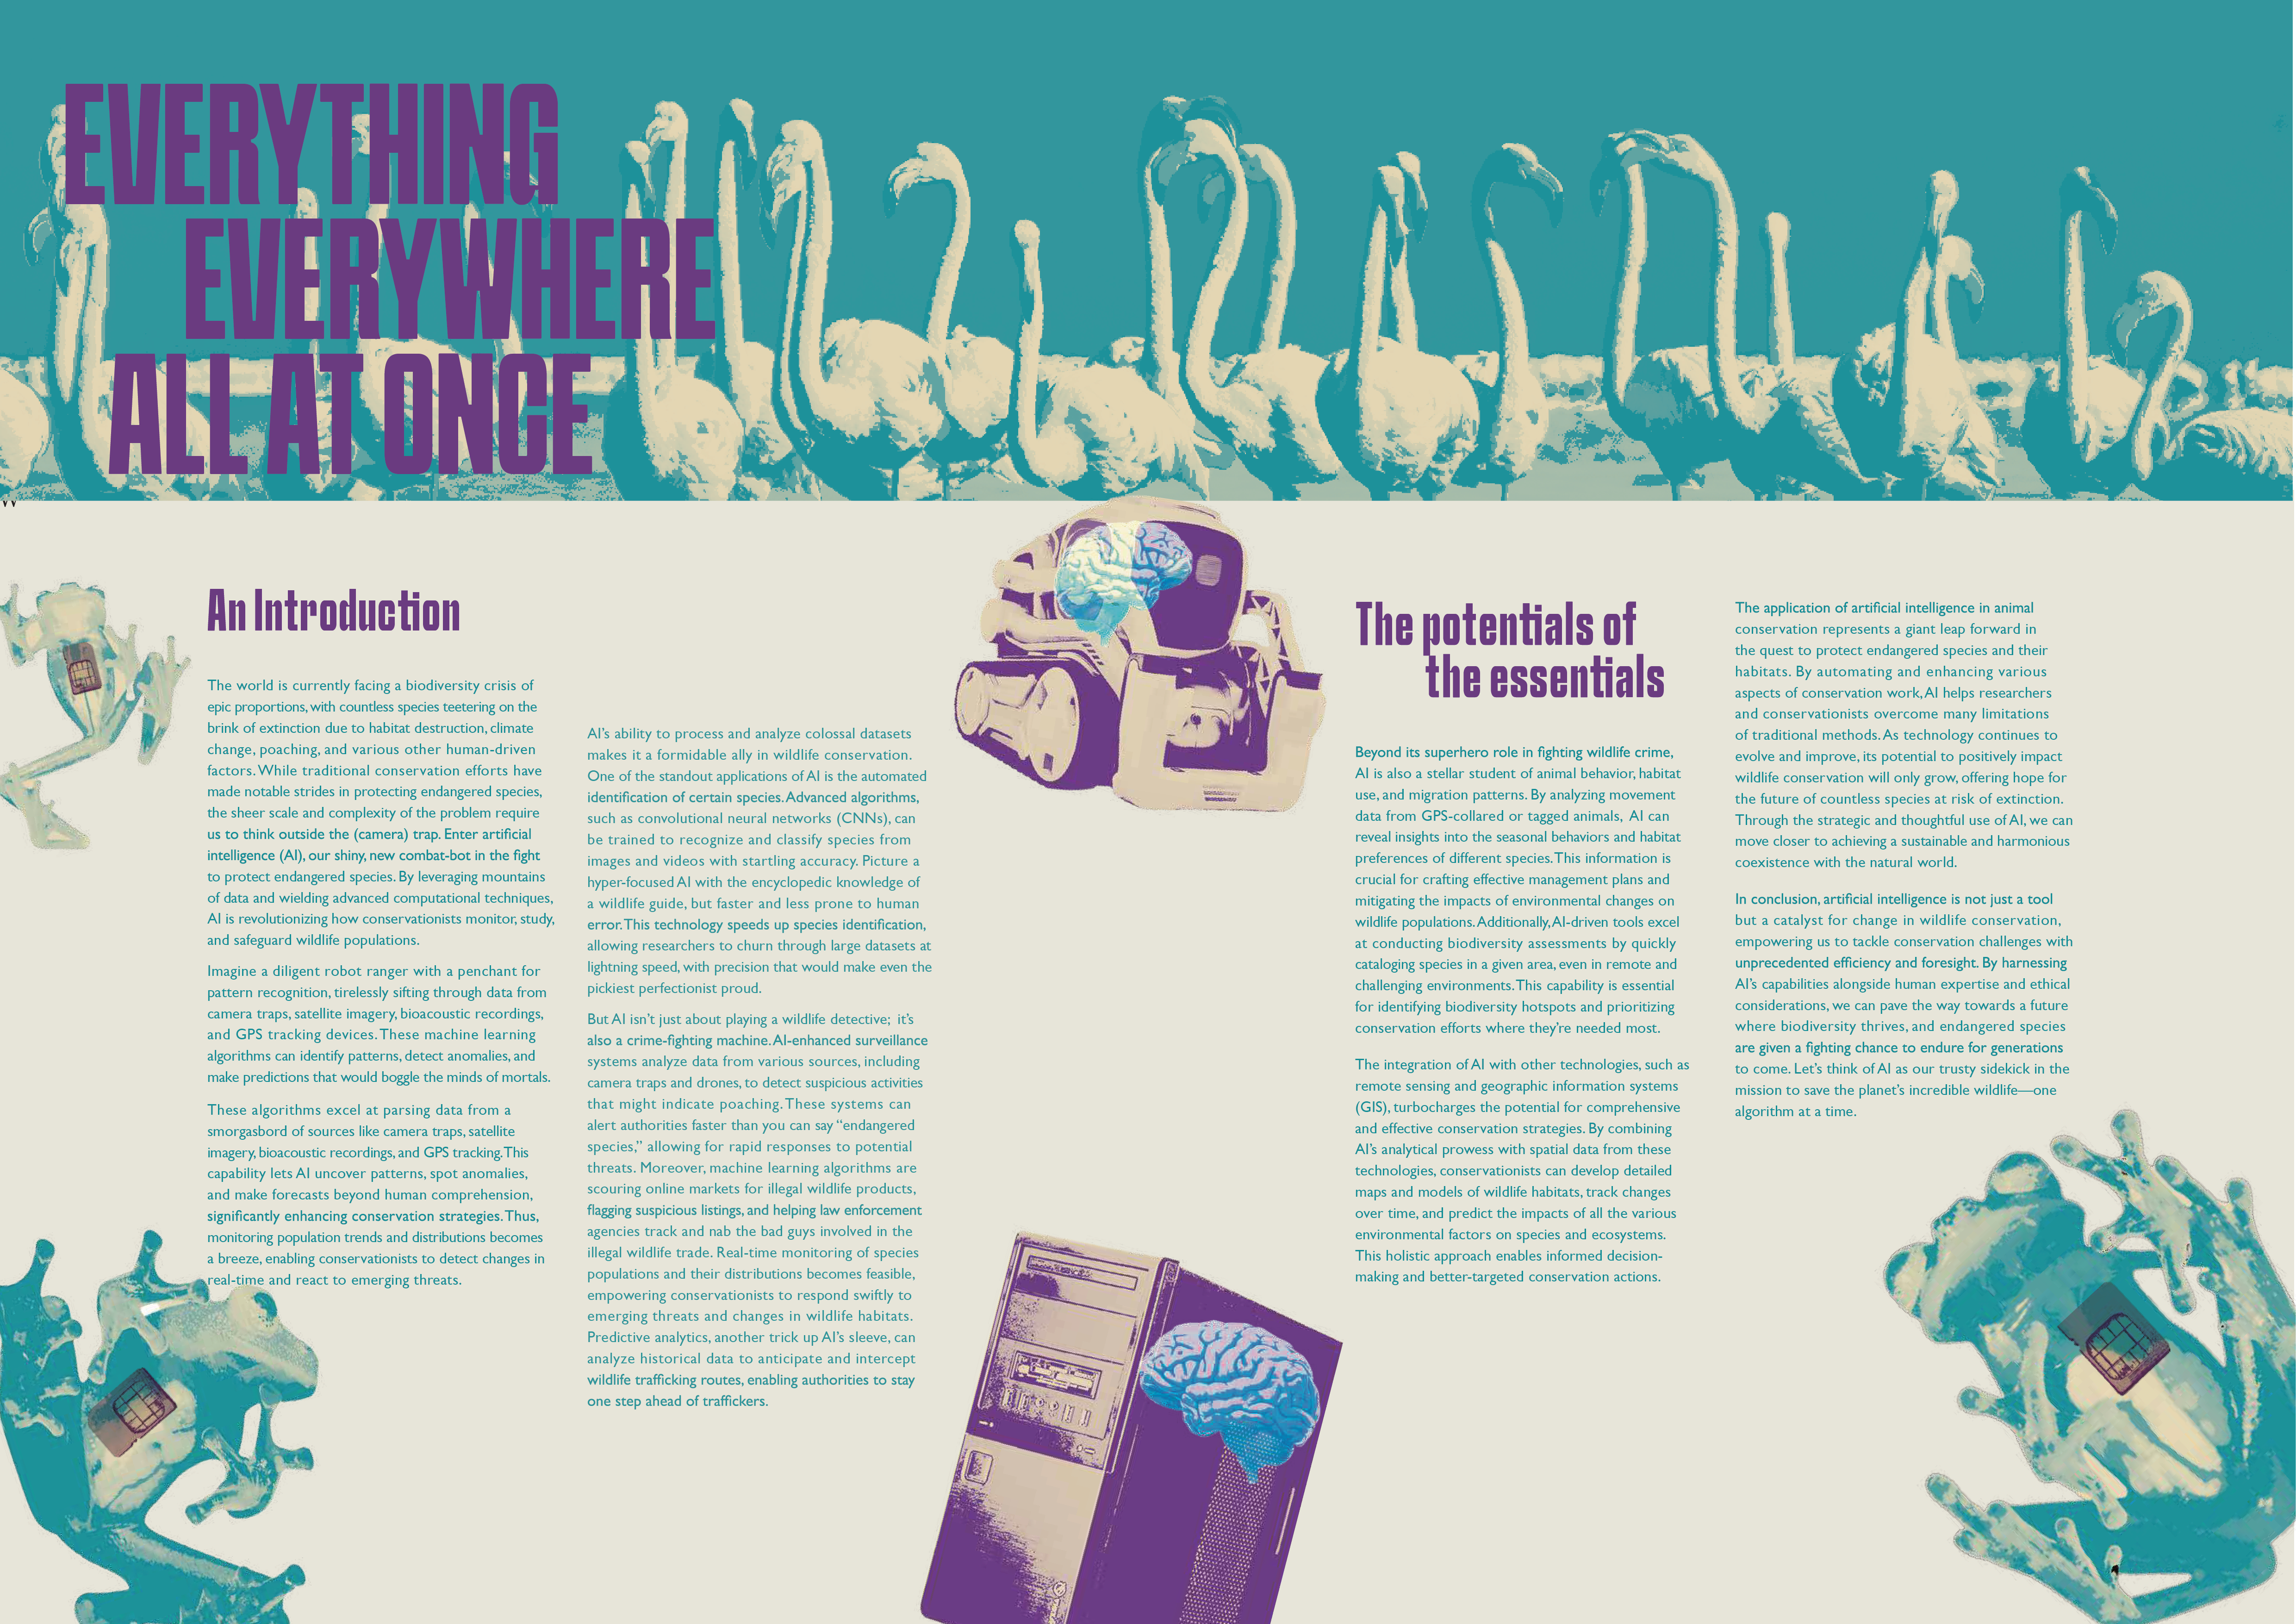 EVERYTHING
EVERYWHERE
ALL AT ONCE
An Introduction
The world is currently facing a biodiversity crisis of
epic proportions, with countless species teetering on the
brink of extinction due to habitat destruction, climate
change, poaching, and various other human-driven
factors. While traditional conservation efforts have
made notable strides in protecting endangered species,
the sheer scale and complexity of the problem require
us to think outside the (camera) trap. Enter artificial
intelligence (AI), our shiny, new combat-bot in the fight
to protect endangered species. By leveraging mountains
of data and wielding advanced computational techniques,
AI is revolutionizing how conservationists monitor, study,
and safeguard wildlife populations.
Imagine a diligent robot ranger with a penchant for
pattern recognition, tirelessly sifting through data from
camera traps, satellite imagery, bioacoustic recordings,
and GPS tracking devices. These machine learning
algorithms can identify patterns, detect anomalies, and
make predictions that would boggle the minds of mortals.
These algorithms excel at parsing data from a
smorgasbord of sources like camera traps, satellite
imagery, bioacoustic recordings, and GPS tracking. This
capability lets AI uncover patterns, spot anomalies,
and make forecasts beyond human comprehension,
significantly enhancing conservation strategies. Thus,
monitoring population trends and distributions becomes
a breeze, enabling conservationists to detect changes in
real-time and react to emerging threats.
AI's ability to process and analyze colossal datasets
makes it a formidable ally in wildlife conservation.
One of the standout applications of AI is the automated
identification of certain species. Advanced algorithms,
such as convolutional neural networks (CNNs), can
be trained to recognize and classify species from
images and videos with startling accuracy. Picture a
hyper-focused AI with the encyclopedic knowledge of
a wildlife guide, but faster and less prone to human
error. This technology speeds up species identification,
allowing researchers to churn through large datasets at
lightning speed, with precision that would make even the
pickiest perfectionist proud.
But AI isn't just about playing a wildlife detective; it's
also a crime-fighting machine. AI-enhanced surveillance
systems analyze data from various sources, including
camera traps and drones, to detect suspicious activities
that might indicate poaching. These systems can
alert authorities faster than you can say “endangered
species,” allowing for rapid responses to potential
threats. Moreover, machine learning algorithms are
scouring online markets for illegal wildlife products,
flagging suspicious listings, and helping law enforcement
agencies track and nab the bad guys involved in the
illegal wildlife trade. Real-time monitoring of species
populations and their distributions becomes feasible,
empowering conservationists to respond swiftly to
emerging threats and changes in wildlife habitats.
Predictive analytics, another trick up AI's sleeve, can
analyze historical data to anticipate and intercept
wildlife trafficking routes, enabling authorities to stay
one step ahead of traffickers.
The potentials of
the essentials
Beyond its superhero role in fighting wildlife crime,
AI is also a stellar student of animal behavior, habitat
use, and migration patterns. By analyzing movement
data from GPS-collared or tagged animals, AI can
reveal insights into the seasonal behaviors and habitat
preferences of different species. This information is
crucial for crafting effective management plans and
mitigating the impacts of environmental changes on
wildlife populations. Additionally, AI-driven tools excel
at conducting biodiversity assessments by quickly
cataloging species in a given area, even in remote and
challenging environments. This capability is essential
for identifying biodiversity hotspots and prioritizing
conservation efforts where they're needed most.
The integration of AI with other technologies, such as
remote sensing and geographic information systems
(GIS), turbocharges the potential for comprehensive
and effective conservation strategies. By combining
AI's analytical prowess with spatial data from these
technologies, conservationists can develop detailed
maps and models of wildlife habitats, track changes
over time, and predict the impacts of all the various
environmental factors on species and ecosystems.
This holistic approach enables informed decision-
making and better-targeted conservation actions.
The application of artificial intelligence in animal
conservation represents a giant leap forward in
the quest to protect endangered species and their
habitats. By automating and enhancing various
aspects of conservation work, AI helps researchers
and conservationists overcome many limitations
of traditional methods. As technology continues to
evolve and improve, its potential to positively impact
wildlife conservation will only grow, offering hope for
the future of countless species at risk of extinction.
Through the strategic and thoughtful use of AI, we can
move closer to achieving a sustainable and harmonious
coexistence with the natural world.
In conclusion, artificial intelligence is not just a tool
but a catalyst for change in wildlife conservation,
empowering us to tackle conservation challenges with
unprecedented efficiency and foresight. By harnessing
AI's capabilities alongside human expertise and ethical
considerations, we can pave the way towards a future
where biodiversity thrives, and endangered species
are given a fighting chance to endure for generations
to come. Let's think of AI as our trusty sidekick in the
mission to save the planet's incredible wildlife—one
algorithm at a time.